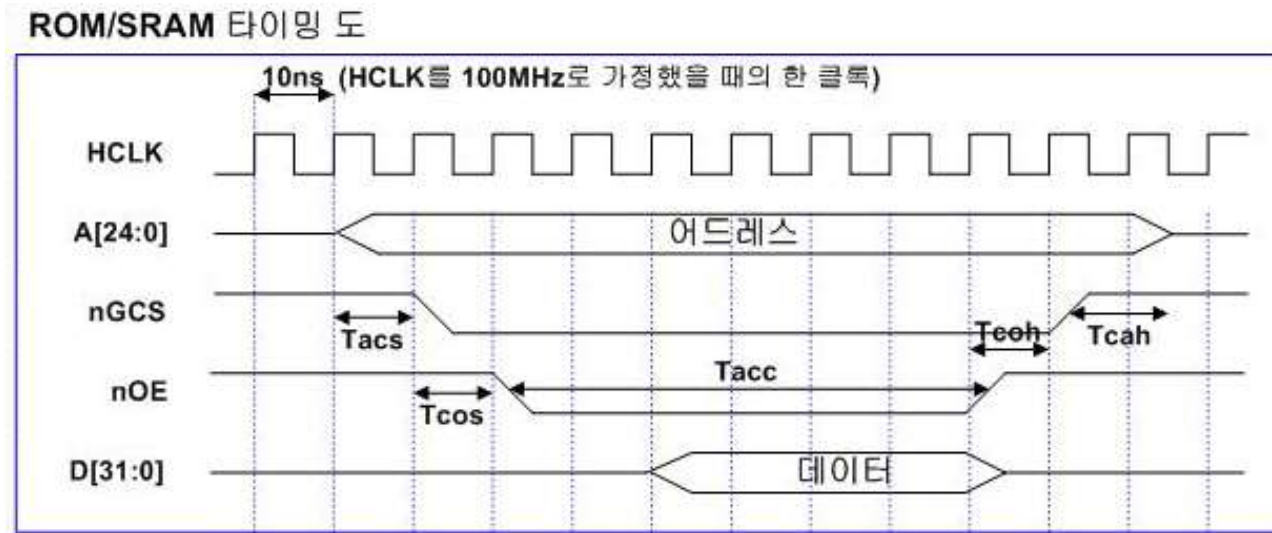 ROM/SRAM 타이밍 도
10ns (HCLK를 100MHz로 가정했을 때의 한 클록)
HCLK
A[24:0]
어드레스
nGCS
Tacs
Tcoh
Tcah
nOE
Tcos
Tacc
D[31:0]
데이터